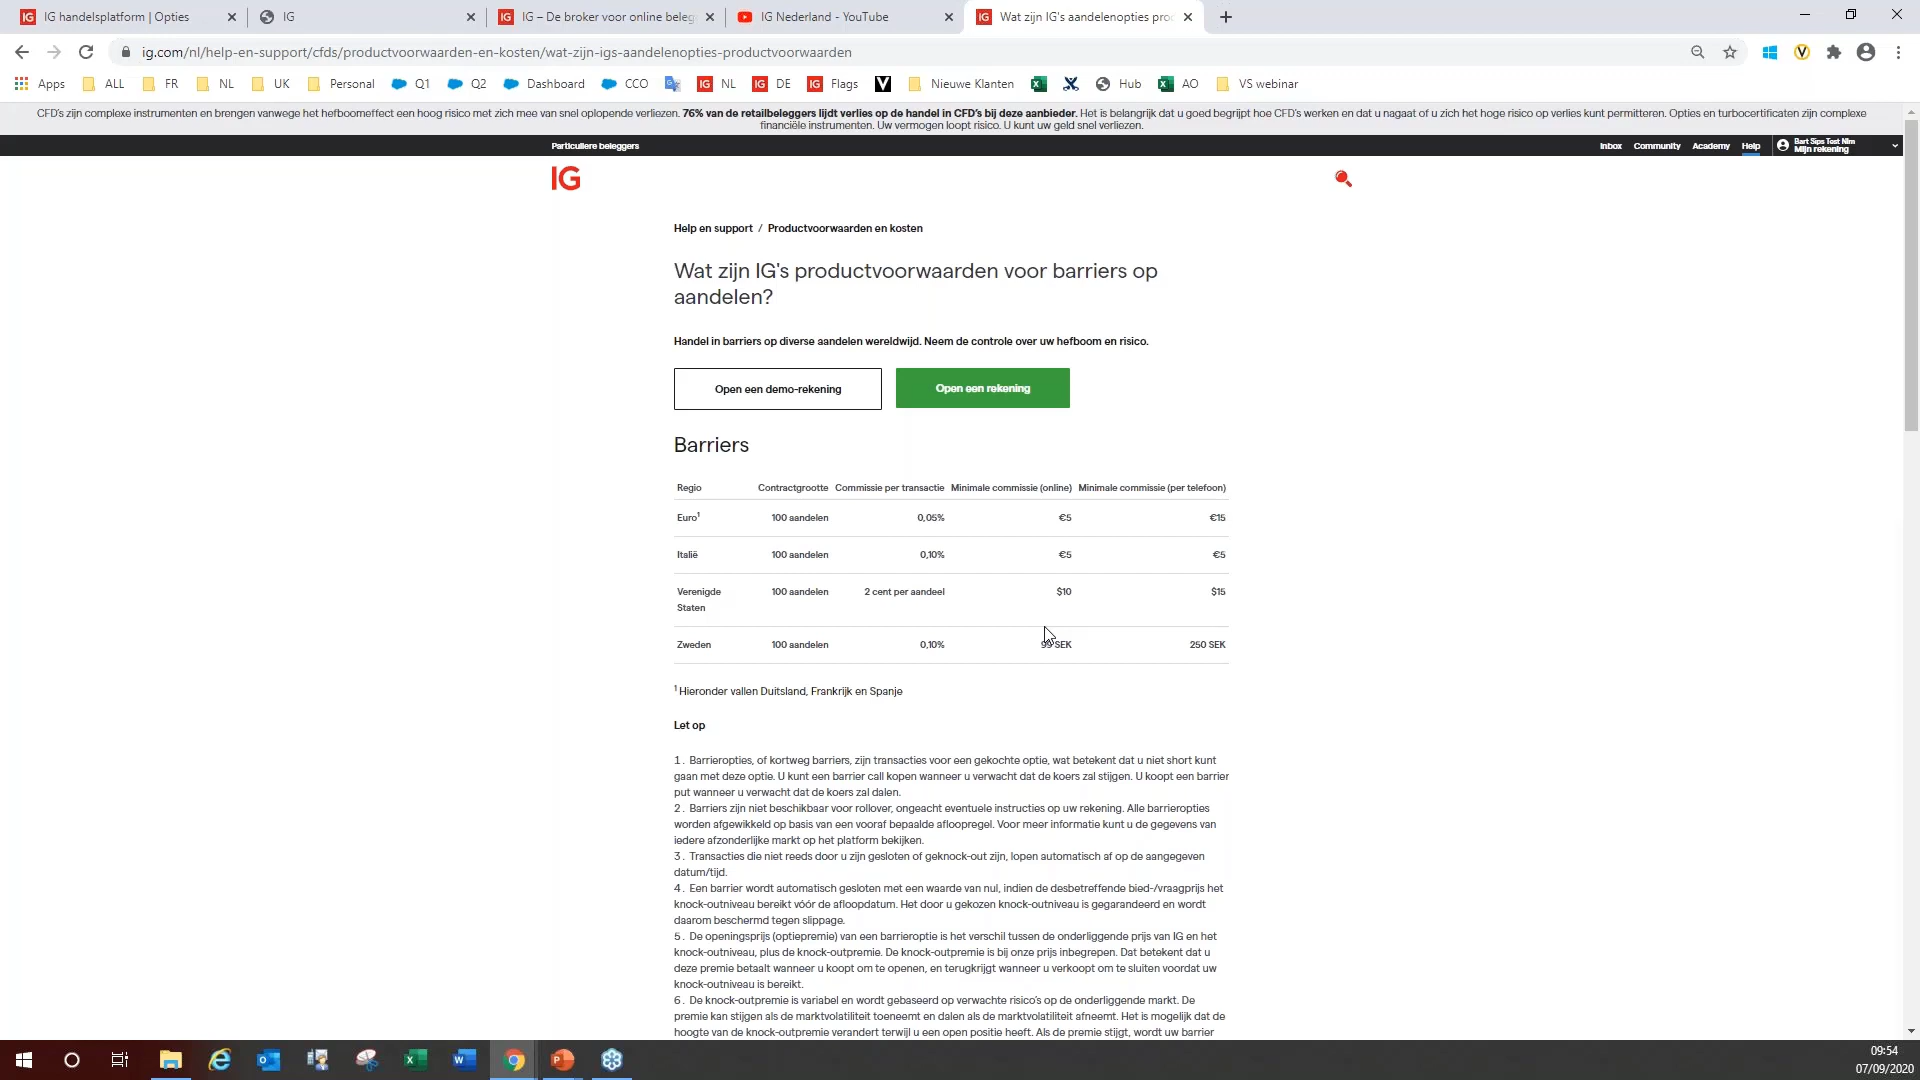 IG handelsplatform | Opties
IG
IG – De broker voor online beleg
IG Nederland - YouTube
Wat zijn IG's aandelenopties pro
ig.com/nl/help-en-support/cfds/productvoorwaarden-en-kosten/wat-zijn-igs-aandelenopties-productvoorwaarden
Apps ALL FR NL UK Personal Q1 Q2 Dashboard CCO IG NL IG DE IG Flags V Nieuwe Klanten Hub AO VS webinar
CFD's zijn complexe instrumenten en brengen vanwege het hefboomeffect een hoog risico met zich mee van snel oplopende verliezen. 76% van de retailbeleggers lijdt verlies op de handel in CFD's bij deze aanbieder. Het is belangrijk dat u goed begrijpt hoe CFD's werken en dat u nagaat of u zich het hoge risico op verlies kunt permitteren. Opties en turbocertificaten zijn complexe
financiële instrumenten. Uw vermogen loopt risico. U kunt uw geld snel verliezen.
Particuliere beleggers Inbox Community Academy Help Bart Sips Test Nlm
Mijn rekening
IG
Help en support / Productvoorwaarden en kosten
Wat zijn IG's productvoorwaarden voor barriers op
aandelen?
Handel in barriers op diverse aandelen wereldwijd. Neem de controle over uw hefboom en risico.
Open een demo-rekening Open een rekening
Barriers
Regio Contractgrootte Commissie per transactie Minimale commissie (online) Minimale commissie (per telefoon)
Euro¹ 100 aandelen 0,05% €5 €15
Italië 100 aandelen 0,10% €5 €5
Verenigde Staten 100 aandelen 2 cent per aandeel $10 $15
Zweden 100 aandelen 0,10% 99 SEK 250 SEK
¹ Hieronder vallen Duitsland, Frankrijk en Spanje
Let op
1. Barrieropties, of kortweg barriers, zijn transacties voor een gekochte optie, wat betekent dat u niet short kunt
gaan met deze optie. U kunt een barrier call kopen wanneer u verwacht dat de koers zal stijgen. U koopt een barrier
put wanneer u verwacht dat de koers zal dalen.
2. Barriers zijn niet beschikbaar voor rollover, ongeacht eventuele instructies op uw rekening. Alle barrieropties
worden afgewikkeld op basis van een vooraf bepaalde afloopregel. Voor meer informatie kunt u de gegevens van
iedere afzonderlijke markt op het platform bekijken.
3. Transacties die niet reeds door u zijn gesloten of geknock-out zijn, lopen automatisch af op de aangegeven
datum/tijd.
4. Een barrier wordt automatisch gesloten met een waarde van nul, indien de desbetreffende bied-/vraagprijs het
knock-outniveau bereikt vóór de afloopdatum. Het door u gekozen knock-outniveau is gegarandeerd en wordt
daarom beschermd tegen slippage.
5. De openingsprijs (optiepremie) van een barrieroptie is het verschil tussen de onderliggende prijs van IG en het
knock-outniveau, plus de knock-outpremie. De knock-outpremie is bij onze prijs inbegrepen. Dat betekent dat u
deze premie betaalt wanneer u koopt om te openen, en terugkrijgt wanneer u verkoopt om te sluiten voordat uw
knock-outniveau is bereikt.
6. De knock-outpremie is variabel en wordt gebaseerd op verwachte risico's op de onderliggende markt. De
premie kan stijgen als de marktvolatiliteit toeneemt en dalen als de marktvolatiliteit afneemt. Het is mogelijk dat de
hoogte van de knock-outpremie verandert terwijl u een open positie heeft. Als de premie stijgt, wordt uw barrier
09:54
07/09/2020